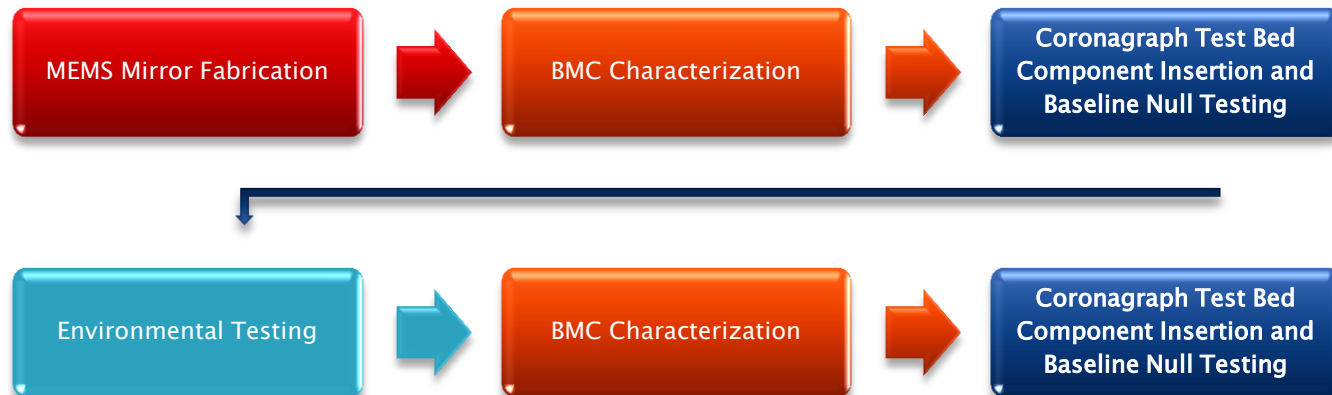 MEMS Mirror Fabrication
BMC Characterization
Coronagraph Test Bed
Component Insertion and
Baseline Null Testing
Environmental Testing
BMC Characterization
Coronagraph Test Bed
Component Insertion and
Baseline Null Testing